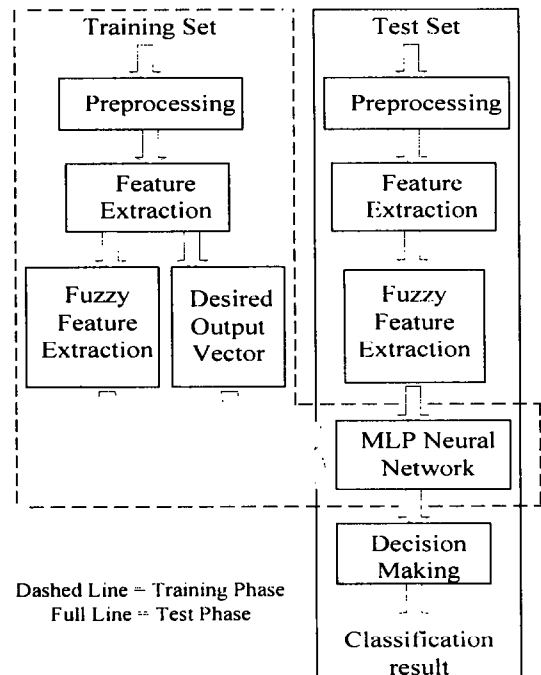 Training Set
Preprocessing
Feature
Extraction
Fuzzy
Feature
Extraction
Desired
Output
Vector
Test Set
Preprocessing
Feature
Extraction
Fuzzy
Feature
Extraction
MLP Neural
Network
Decision
Making
Classification
result
Dashed Line = Training Phase
Full Line = Test Phase